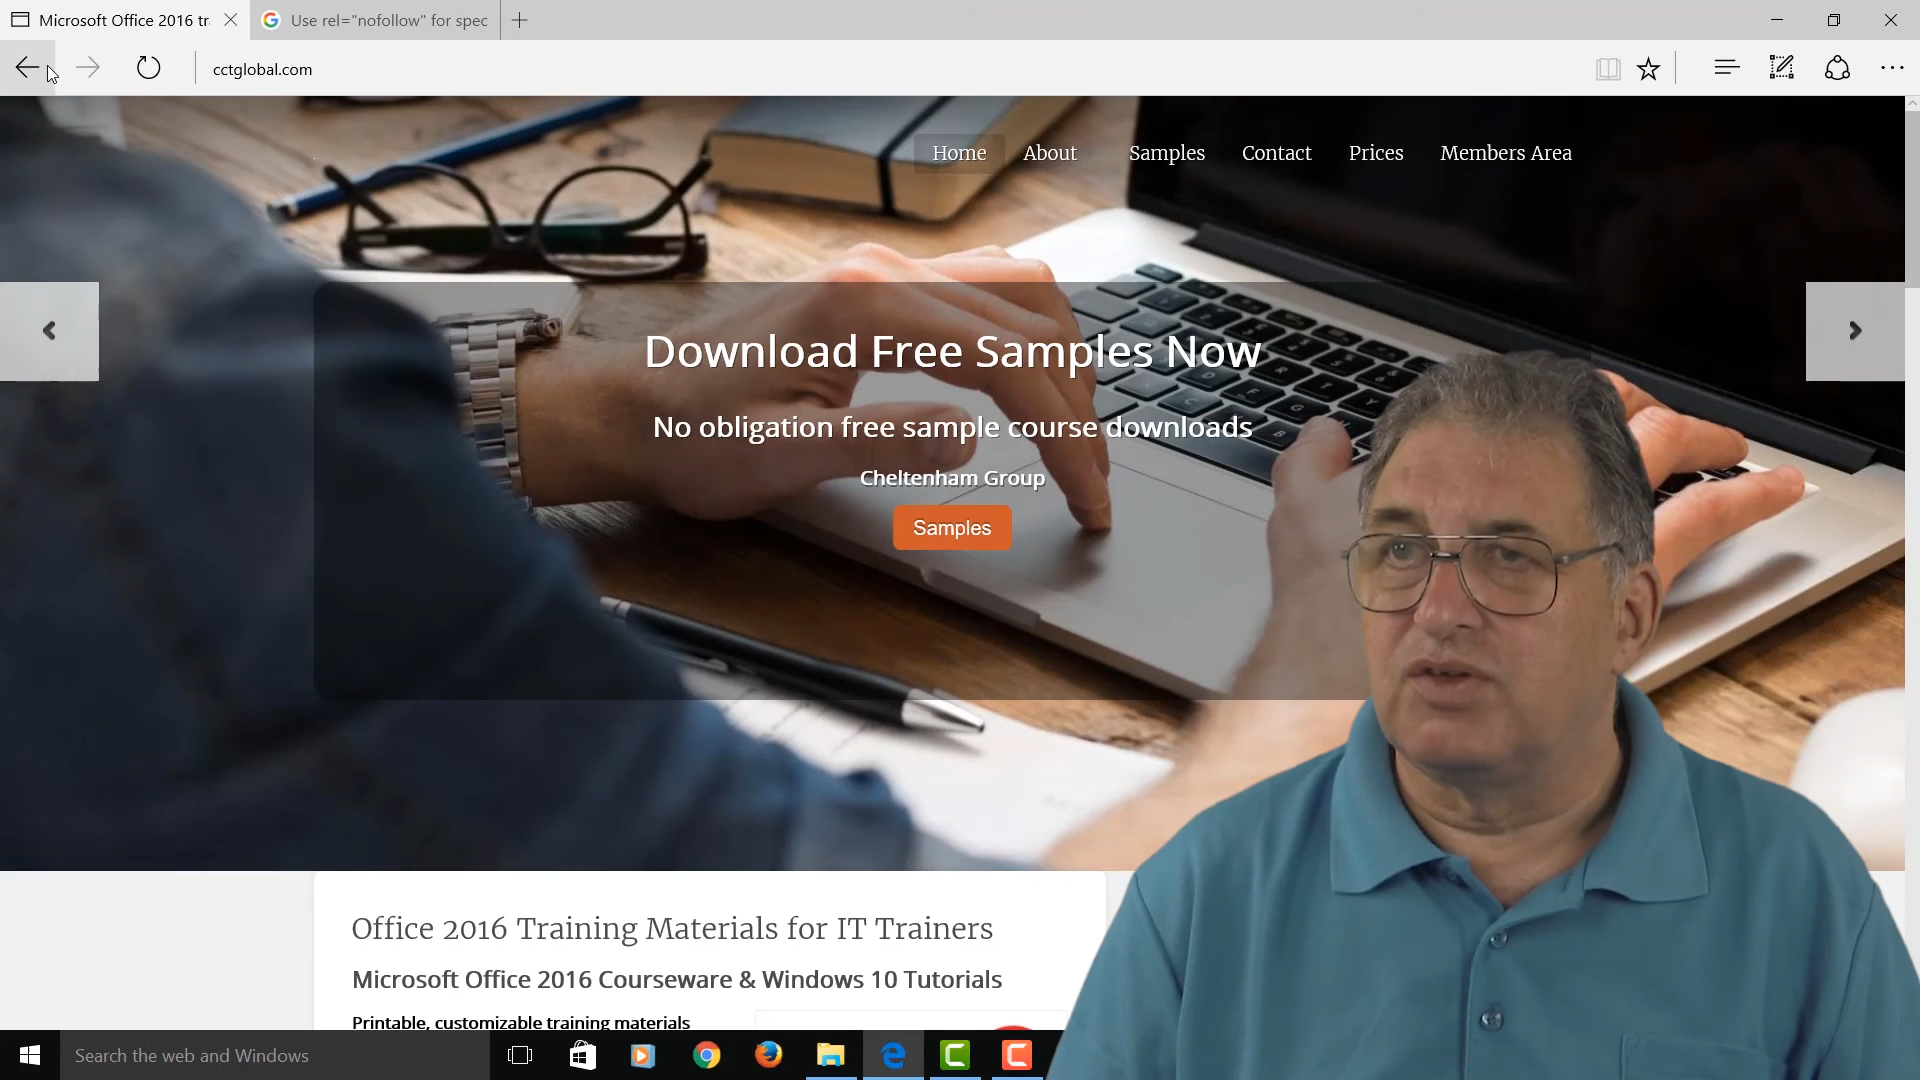 Microsoft Office 2016 tr
Use rel="nofollow" for spec
cctglobal.com
Home About Samples Contact Prices Members Area
Download Free Samples Now
No obligation free sample course downloads
Cheltenham Group
Samples
Office 2016 Training Materials for IT Trainers
Microsoft Office 2016 Courseware & Windows 10 Tutorials
Printable, customizable training materials
Search the web and Windows